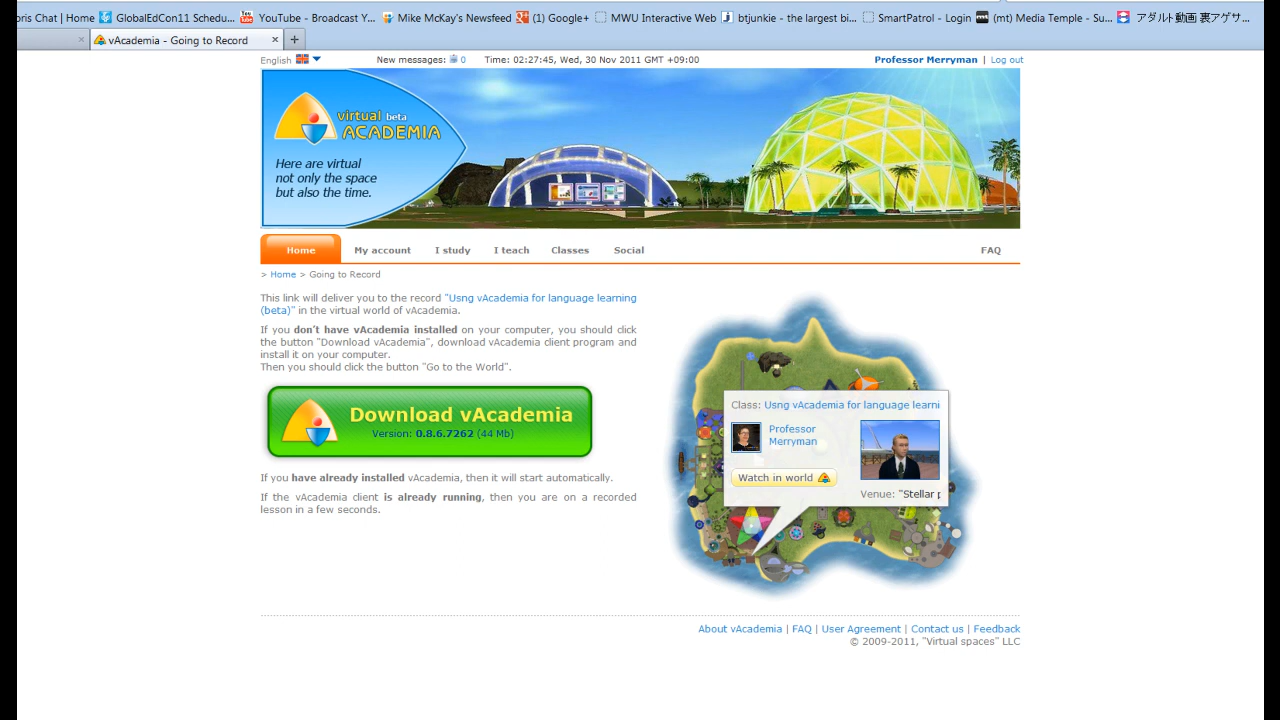 oris Chat | Home GlobalEdCon11 Schedu... YouTube - Broadcast Y... Mike McKay's Newsfeed (1) Google+ MWU Interactive Web btjunkie - the largest bi... SmartPatrol - Login (mt) Media Temple - Su... アダルト動画 裏アゲサ...
vAcademia - Going to Record
English New messages: 0 Time: 02:27:45, Wed, 30 Nov 2011 GMT +09:00 Professor Merryman | Log out
virtual beta
ACADEMIA
Here are virtual
not only the space
but also the time.
Home My account I study I teach Classes Social FAQ
> Home > Going to Record
This link will deliver you to the record "Usng vAcademia for language learning
(beta)" in the virtual world of vAcademia.
If you don't have vAcademia installed on your computer, you should click
the button "Download vAcademia", download vAcademia client program and
install it on your computer.
Then you should click the button "Go to the World".
Download vAcademia
Version: 0.8.6.7262 (44 Mb)
If you have already installed vAcademia, then it will start automatically.
If the vAcademia client is already running, then you are on a recorded
lesson in a few seconds.
Class: Usng vAcademia for language learni
Professor
Merryman
Watch in world
Venue: "Stellar p
About vAcademia | FAQ | User Agreement | Contact us | Feedback
© 2009-2011, "Virtual spaces" LLC